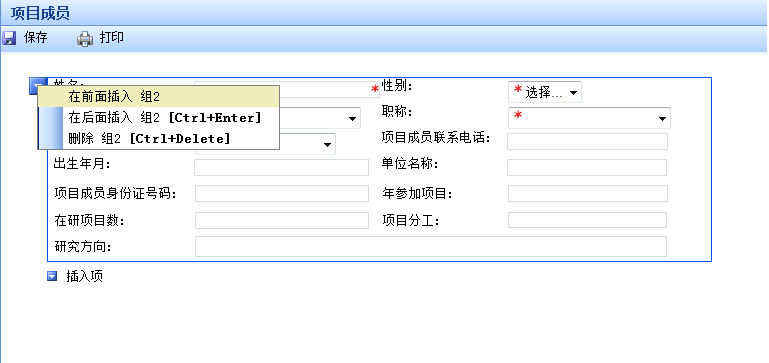 项目成员
保存 打印
姓名: * 性别: * 选择...
在前面插入 组2
在后面插入 组2 [Ctrl+Enter] 职称: *
删除 组2 [Ctrl+Delete] 项目成员联系电话:
出生年月: 单位名称:
项目成员身份证号码: 年参加项目:
在研项目数: 项目分工:
研究方向:
插入项